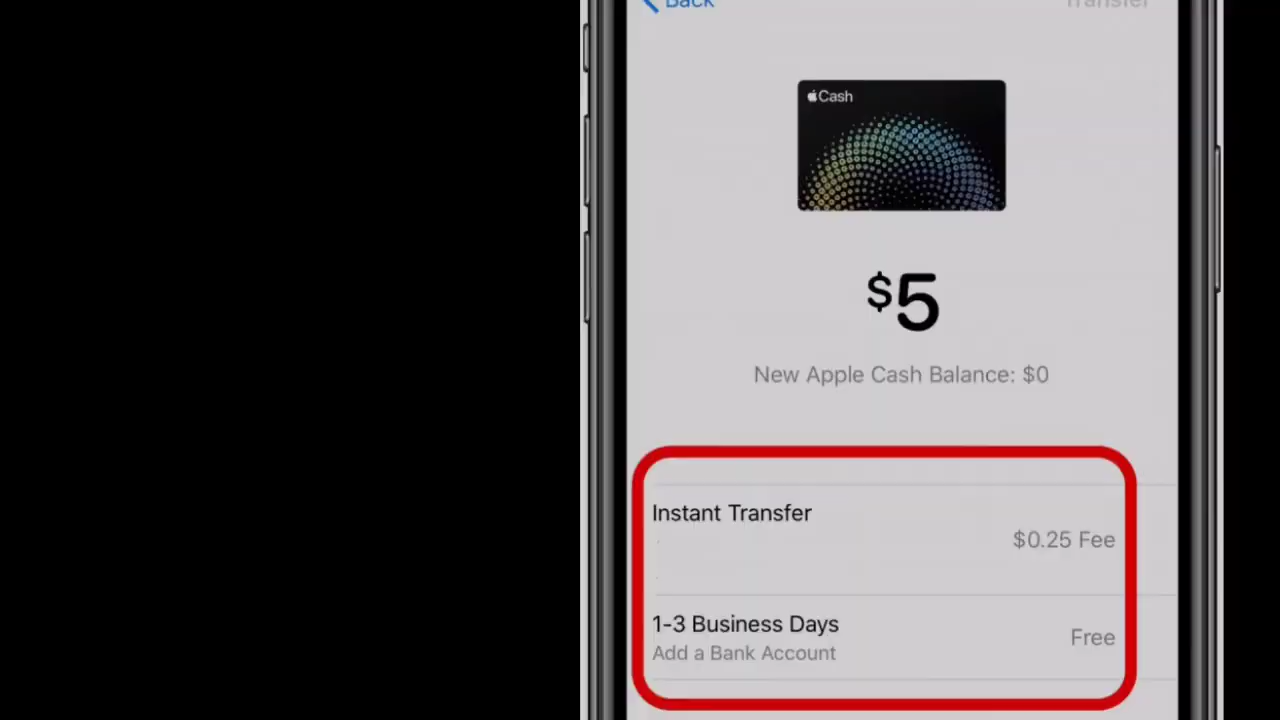 Back
Transfer
Cash
$5
New Apple Cash Balance: $0
Instant Transfer
$0.25 Fee
1-3 Business Days
Add a Bank Account
Free